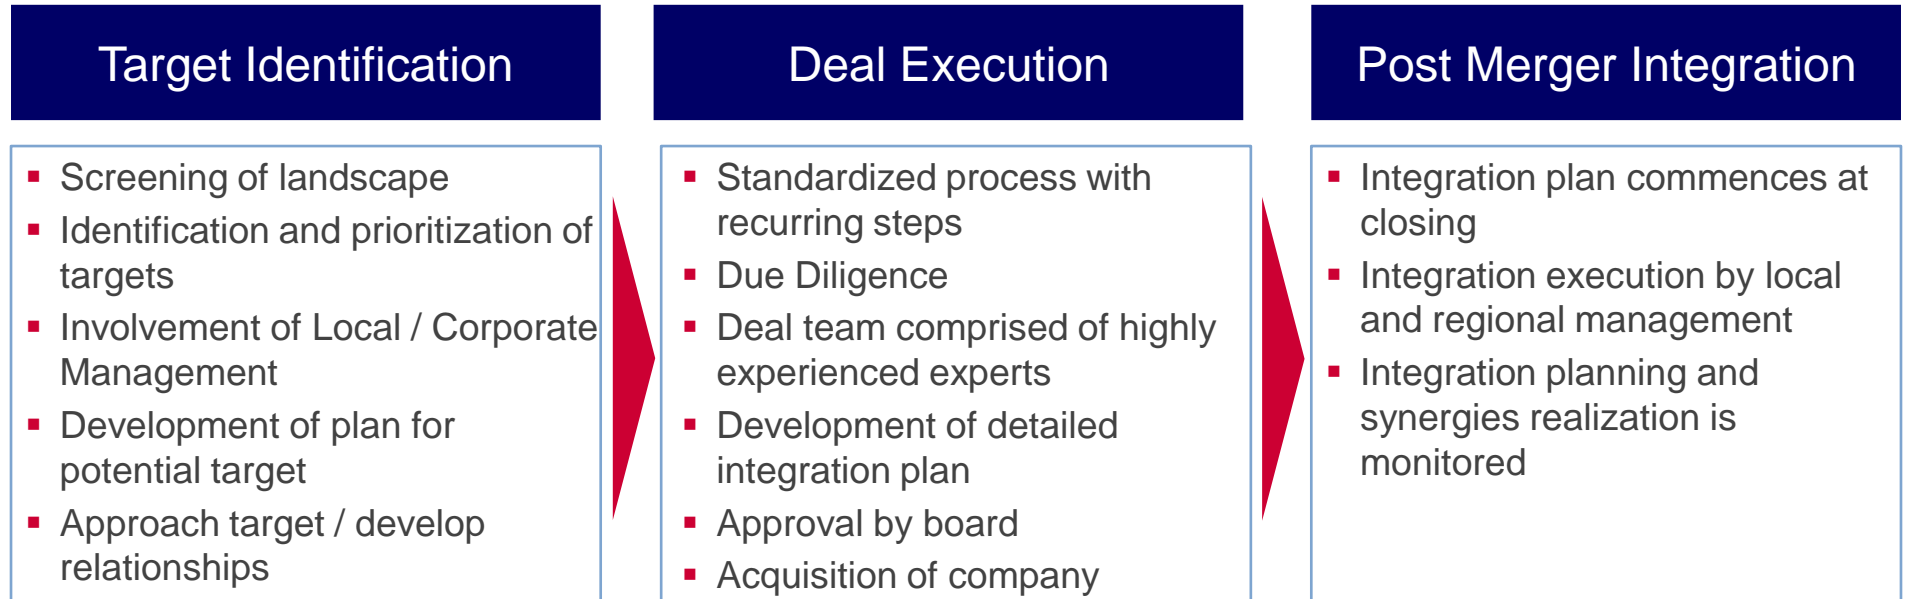 Target Identification
Screening of landscape
Identification and prioritization of
targets
Involvement of Local / Corporate
Management
Development of plan for
potential target
Approach target / develop
relationships
Deal Execution
Standardized process with
recurring steps
Due Diligence
Deal team comprised of highly
experienced experts
Development of detailed
integration plan
Approval by board
Acquisition of company
Post Merger Integration
Integration plan commences at
closing
Integration execution by local
and regional management
Integration planning and
synergies realization is
monitored